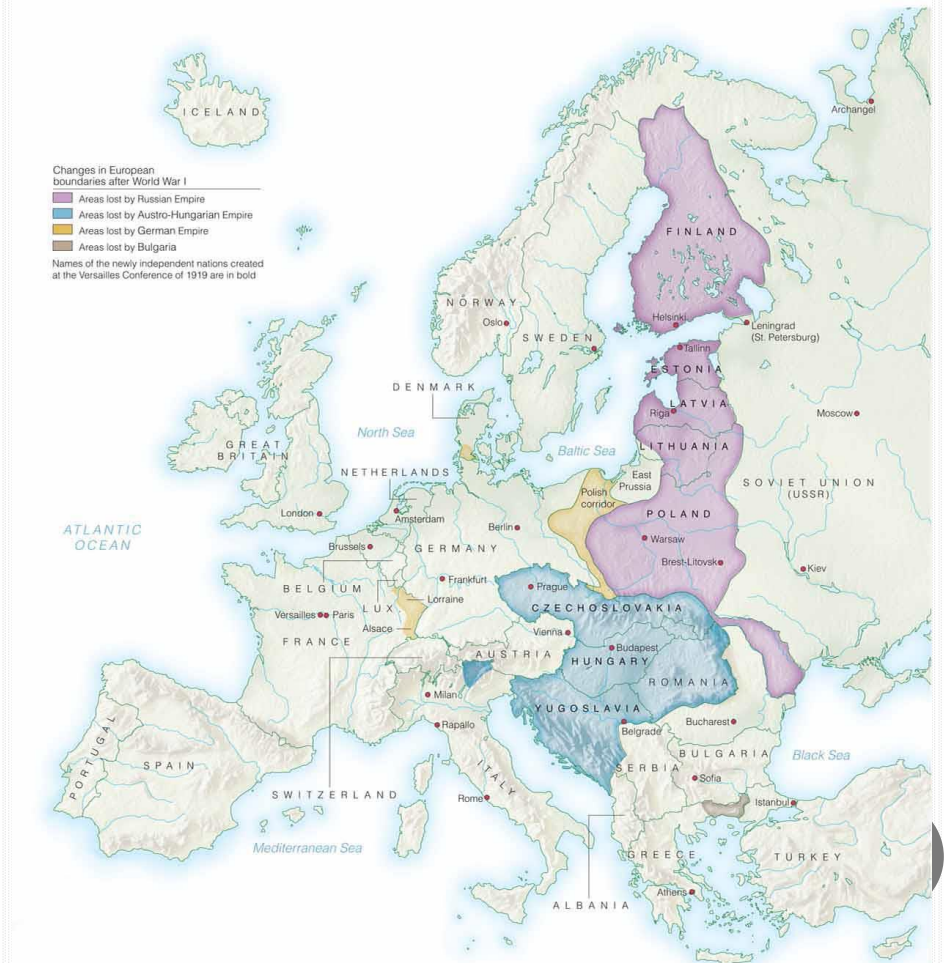 ICELAND
Archangel
Changes in European
boundaries after World War I
Areas lost by Russian Empire
Areas lost by Austro-Hungarian Empire
Areas lost by German Empire
Areas lost by Bulgaria
Names of the newly independent nations created
at the Versailles Conference of 1919 are in bold
FINLAND
NORWAY
Oslo
Helsinki
Leningrad
(St. Petersburg)
SWEDEN
Tallinn
ESTONIA
DENMARK
LATVIA
Riga
Moscow
North Sea
GREAT
BRITAIN
Baltic Sea
LITHUANIA
NETHERLANDS
East
Prussia
SOVIET UNION
(USSR)
Polish
corridor
London
Amsterdam
POLAND
ATLANTIC
OCEAN
Berlin
Warsaw
Brussels
GERMANY
Brest-Litovsk
Kiev
BELGIUM
Frankfurt
Prague
LUX
Lorraine
CZECHOSLOVAKIA
Versailles
Paris
Alsace
Vienna
FRANCE
AUSTRIA
Budapest
HUNGARY
ROMANIA
Milan
YUGOSLAVIA
Rapallo
Belgrade
Bucharest
PORTUGAL
SPAIN
ITALY
BULGARIA
Black Sea
SERBIA
Sofia
SWITZERLAND
Rome
Istanbul
Mediterranean Sea
GREECE
TURKEY
Athens
ALBANIA